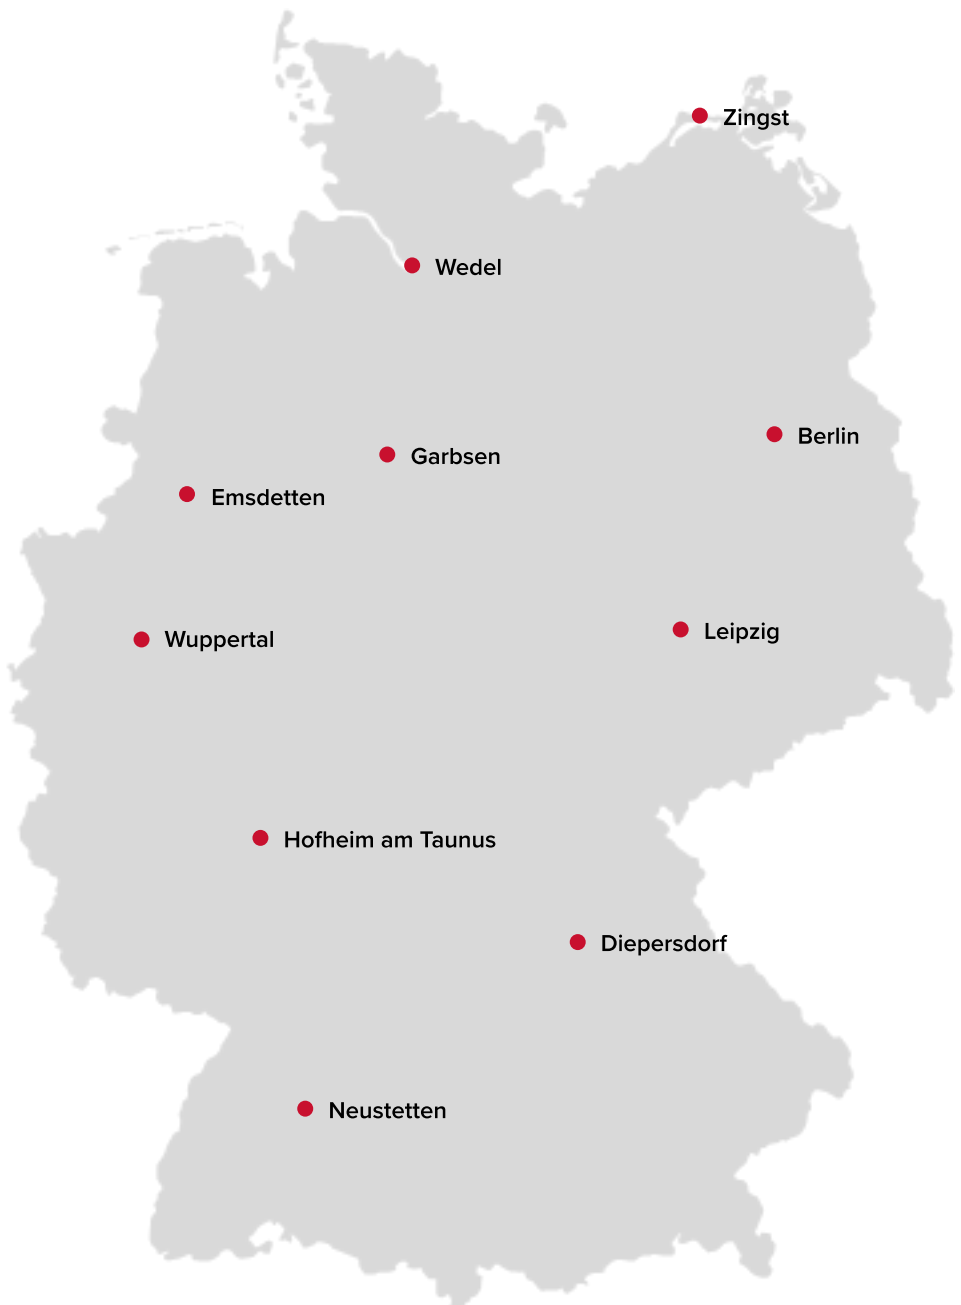 Zingst
Wedel
Berlin
Garbsen
Emsdetten
Leipzig
Wuppertal
Hofheim am Taunus
Diepersdorf
Neustetten